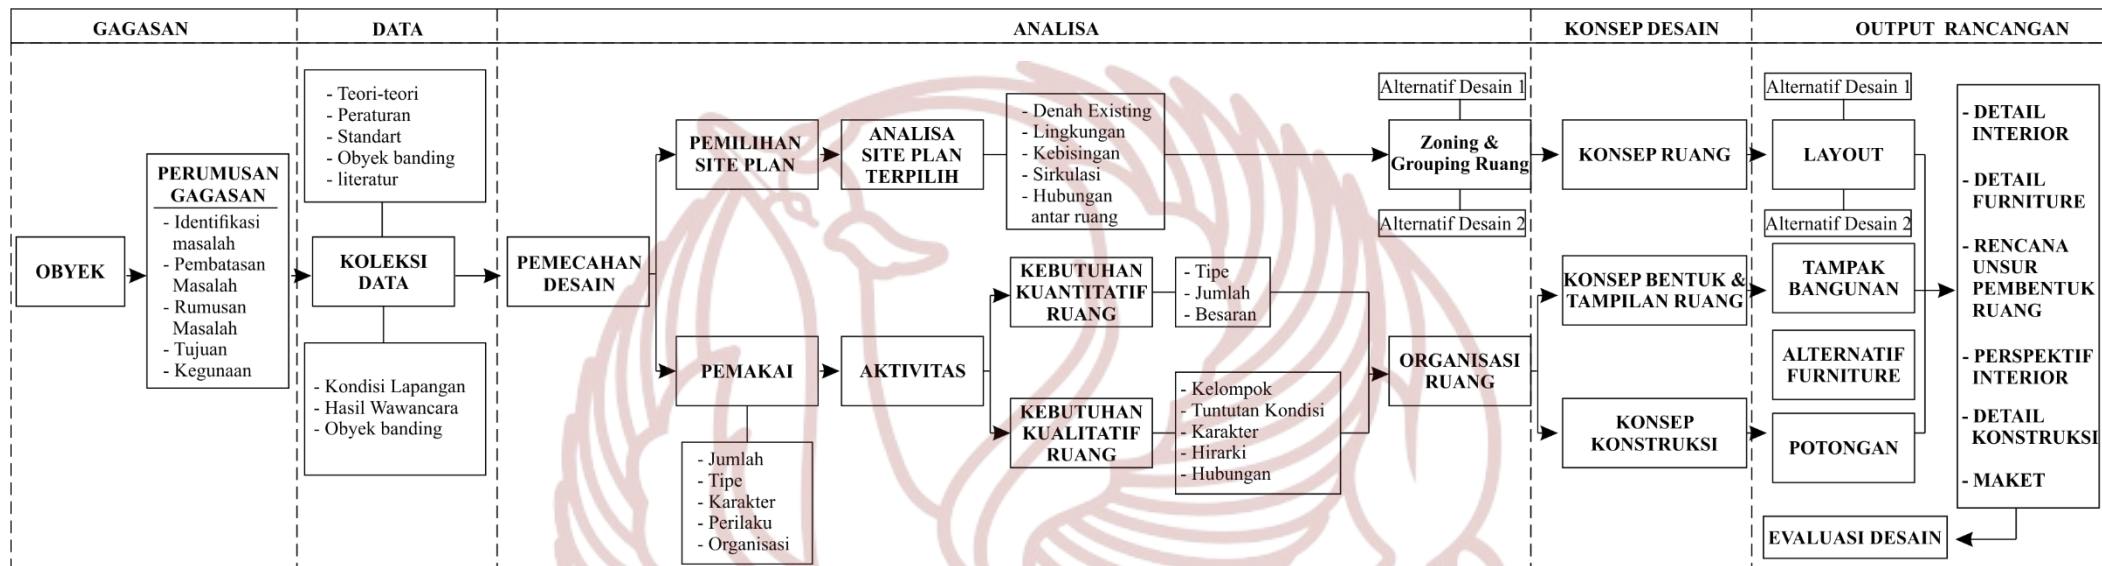 GAGASAN
DATA
ANALISA
KONSEP DESAIN
OUTPUT RANCANGAN
OBYEK
PERUMUSAN
GAGASAN
- Identifikasi
masalah
- Pembatasan
Masalah
- Rumusan
Masalah
- Tujuan
- Kegunaan
- Teori-teori
- Peraturan
- Standart
- Obyek banding
- literatur
KOLEKSI
DATA
- Kondisi Lapangan
- Hasil Wawancara
- Obyek banding
PEMECAHAN
DESAIN
PEMILIHAN
SITE PLAN
ANALISA
SITE PLAN
TERPILIH
- Denah Existing
- Lingkungan
- Kebisingan
- Sirkulasi
- Hubungan
antar ruang
Alternatif Desain 1
Zoning &
Grouping Ruang
Alternatif Desain 2
PEMAKAI
- Jumlah
- Tipe
- Karakter
- Perilaku
- Organisasi
AKTIVITAS
KEBUTUHAN
KUANTITATIF
RUANG
- Tipe
- Jumlah
- Besaran
KEBUTUHAN
KUALITATIF
RUANG
- Kelompok
- Tuntutan Kondisi
- Karakter
- Hirarki
- Hubungan
ORGANISASI
RUANG
KONSEP RUANG
KONSEP BENTUK &
TAMPILAN RUANG
KONSEP
KONSTRUKSI
Alternatif Desain 1
LAYOUT
Alternatif Desain 2
TAMPAK
BANGUNAN
ALTERNATIF
FURNITURE
POTONGAN
- DETAIL
INTERIOR
- DETAIL
FURNITURE
- RENCANA
UNSUR
PEMBENTUK
RUANG
- PERSPEKTIF
INTERIOR
- DETAIL
KONSTRUKSI
- MAKET
EVALUASI DESAIN